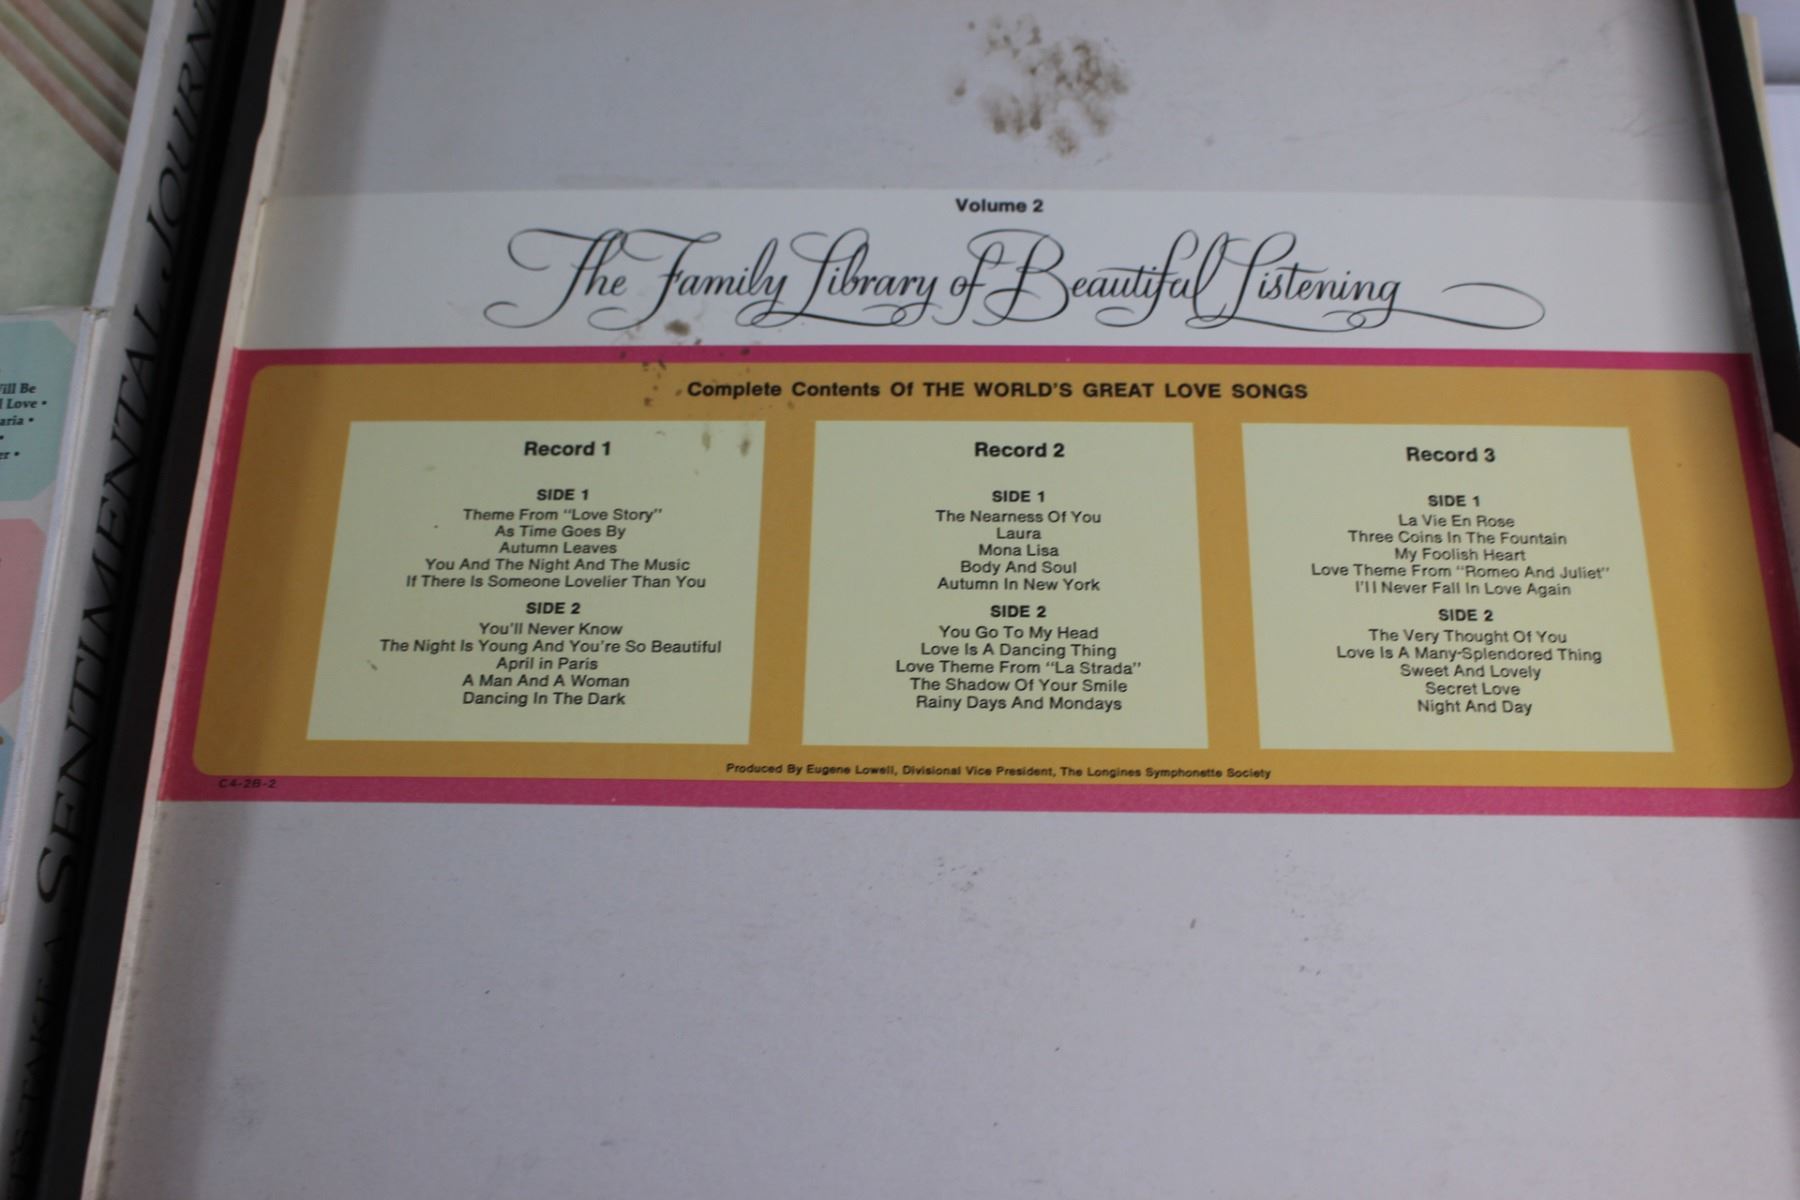 Volume 2
The Family Library of Beautiful Listening
Complete Contents Of THE WORLD'S GREAT LOVE SONGS
Record 1
SIDE 1
Theme From "Love Story"
As Time Goes By
Autumn Leaves
You And The Night And The Music
If There Is Someone Lovelier Than You
SIDE 2
You'll Never Know
The Night Is Young And You're So Beautiful
April in Paris
A Man And A Woman
Dancing In The Dark
Record 2
SIDE 1
The Nearness Of You
Laura
Mona Lisa
Body And Soul
Autumn In New York
SIDE 2
You Go To My Head
Love Is A Dancing Thing
Love Theme From "La Strada"
The Shadow Of Your Smile
Rainy Days And Mondays
Record 3
SIDE 1
La Vie En Rose
Three Coins In The Fountain
My Foolish Heart
Love Theme From "Romeo And Juliet"
I'll Never Fall In Love Again
SIDE 2
The Very Thought Of You
Love Is A Many-Splendored Thing
Sweet And Lovely
Secret Love
Night And Day
Produced By Eugene Lowell, Divisional Vice President, The Longines Symphonette Society
C4-2B-2
TAKE A SENTIMENTAL JOURN
Be
Love •